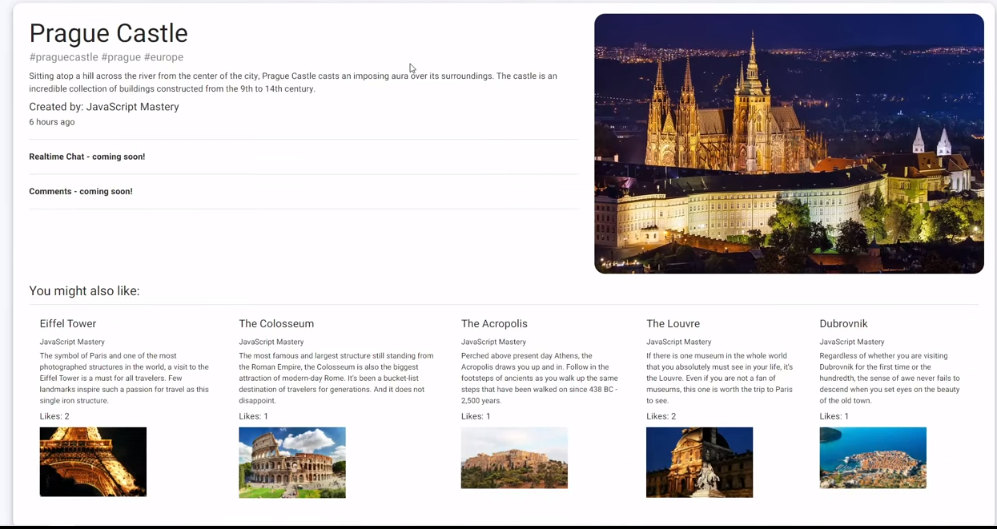 Prague Castle
#praguecastle #prague #europe
Sitting atop a hill across the river from the center of the city, Prague Castle casts an imposing aura over its surroundings. The castle is an
incredible collection of buildings constructed from the 9th to 14th century.
Created by: JavaScript Mastery
6 hours ago
Realtime Chat - coming soon!
Comments - coming soon!
You might also like:
Eiffel Tower
JavaScript Mastery
The symbol of Paris and one of the most
photographed structures in the world, a visit to the
Eiffel Tower is a must for all travelers. Few
landmarks inspire such a passion for travel as this
single iron structure.
Likes: 2
The Colosseum
JavaScript Mastery
The most famous and largest structure still standing from
the Roman Empire, the Colosseum is also the biggest
attraction of modern-day Rome. It's been a bucket-list
destination of travelers for generations. And it does not
disappoint.
Likes: 1
The Acropolis
JavaScript Mastery
Perched above present day Athens, the
Acropolis draws you up and in. Follow in the
footsteps of ancients as you walk up the same
steps that have been walked on since 438 BC -
2,500 years.
Likes: 1
The Louvre
JavaScript Mastery
If there is one museum in the whole world
that you absolutely must see in your life, it's
the Louvre. Even if you are not a fan of
museums, this one is worth the trip to Paris
to see.
Likes: 2
Dubrovnik
JavaScript Mastery
Regardless of whether you are visiting
Dubrovnik for the first time or the
hundredth, the sense of awe never fails to
descend when you set eyes on the beauty
of the old town.
Likes: 1